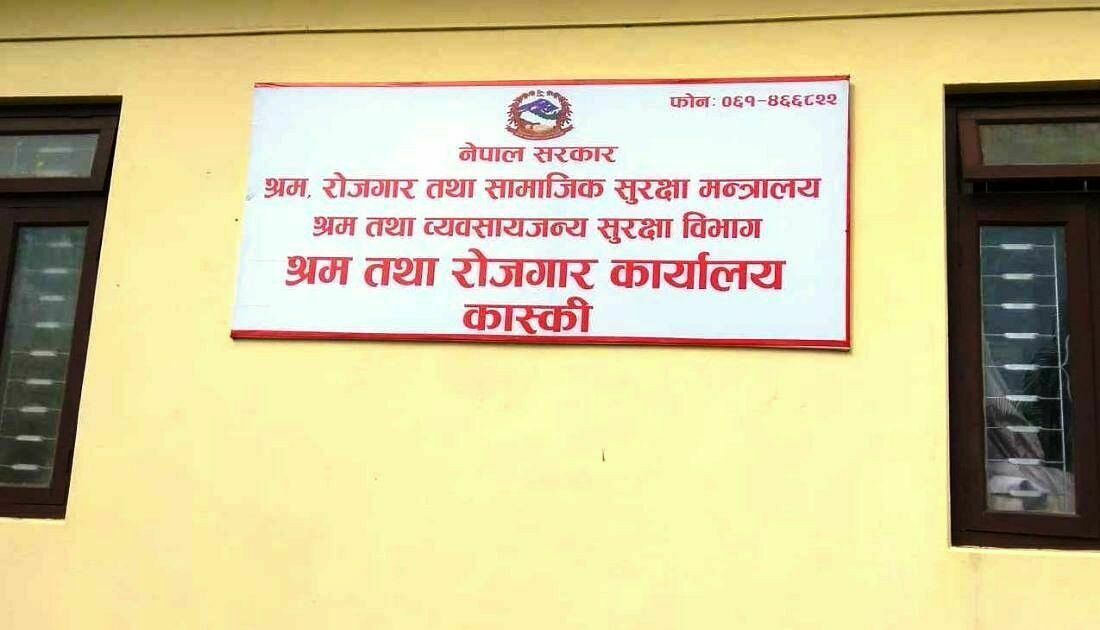 फोन: ०६१-४६६८२२
नेपाल सरकार
श्रम, रोजगार तथा सामाजिक सुरक्षा मन्त्रालय
श्रम तथा व्यवसायजन्य सुरक्षा विभाग
श्रम तथा रोजगार कार्यालय
कास्की